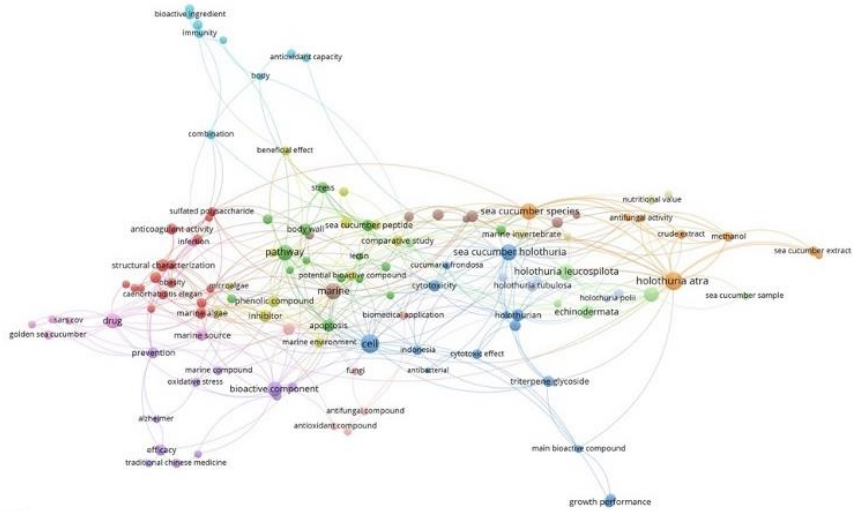 bioactive ingredient
immunity
antioxidant capacity
body
combination
beneficial effect
stress
nutritional value
sulfated polysaccharide
sea cucumber species
antifungal activity
anticoagulant activity
body wall
sea cucumber peptide
marine invertebrate
crude extract
methanol
infection
comparative study
pathway
lectin
sea cucumber holothuria
sea cucumber extract
structural characterization
cucumaria frondosa
holothuria leucospilota
obesity
potential bioactive compound
holothuria atra
microalgae
cytotoxicity
holothuria tubulosa
caenorhabditis elegan
marine
holothuria polii
sea cucumber sample
phenolic compound
marine algae
inhibitor
biomedical application
holothurian
echinodermata
sars cov
drug
apoptosis
golden sea cucumber
marine source
marine environment
cell
prevention
indonesia
cytotoxic effect
marine compound
fungi
antibacterial
oxidative stress
bioactive component
triterpene glycoside
antifungal compound
alzheimer
antioxidant compound
efficacy
main bioactive compound
traditional chinese medicine
growth performance